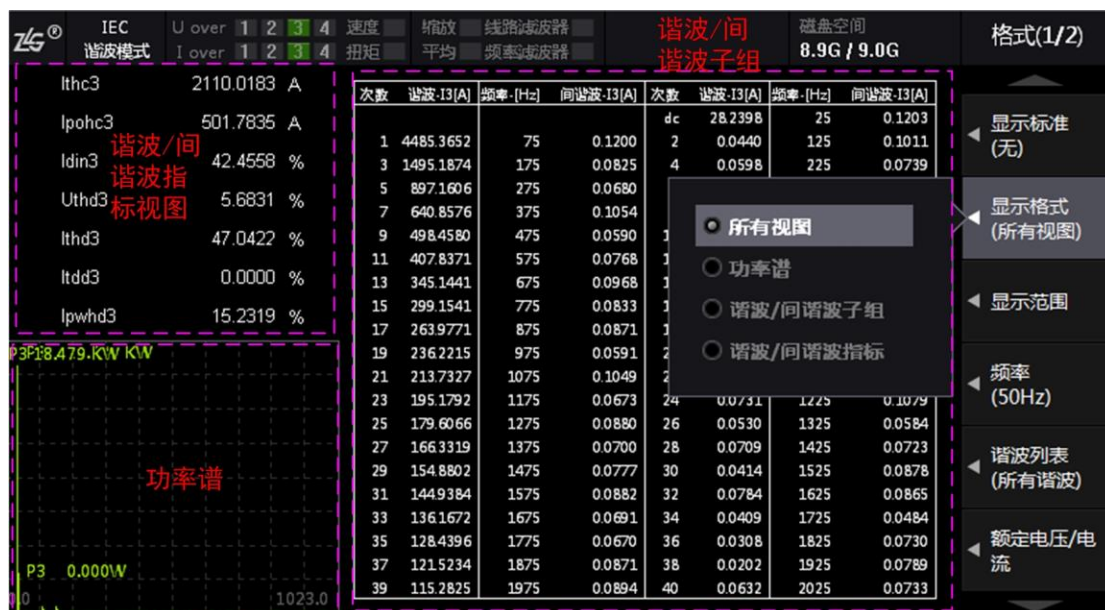 ZLG® IEC U over 1 2 3 4 速度 缩放 线路滤波器 谐波/间 磁盘空间 格式(1/2)
谐波模式 I over 1 2 3 4 扭矩 平均 频率滤波器 谐波子组 8.9G / 9.0G
Ithc3 2110.0183 A
Ipohc3 501.7835 A
Idin3 42.4558 %
Uthd3 5.6831 %
Ithd3 47.0422 %
Itdd3 0.0000 %
Ipwhd3 15.2319 %
谐波/间
谐波指
标视图
P3 18.479.KW KW
功率谱
P3 0.000W
0.0 1023.0
次数 谐波-I3[A] 频率-[Hz] 间谐波-I3[A] 次数 谐波-I3[A] 频率-[Hz] 间谐波-I3[A]
dc 28.2398 25 0.1203
1 4485.3652 75 0.1200 2 0.0440 125 0.1011
3 1495.1874 175 0.0825 4 0.0598 225 0.0739
5 897.1606 275 0.0680
7 640.8576 375 0.1054
9 498.4580 475 0.0590 1
11 407.8371 575 0.0768 1
13 345.1441 675 0.0968 1
15 299.1541 775 0.0833 1
17 263.9771 875 0.0871 1
19 236.2215 975 0.0591 2
21 213.7327 1075 0.1049 2
23 195.1792 1175 0.0673 24 0.0731 1225 0.1079
25 179.6066 1275 0.0880 26 0.0530 1325 0.0584
27 166.3319 1375 0.0700 28 0.0709 1425 0.0723
29 154.8802 1475 0.0777 30 0.0414 1525 0.0878
31 144.9384 1575 0.0882 32 0.0784 1625 0.0865
33 136.1672 1675 0.0691 34 0.0409 1725 0.0484
35 128.4396 1775 0.0670 36 0.0308 1825 0.0730
37 121.5234 1875 0.0871 38 0.0202 1925 0.0789
39 115.2825 1975 0.0894 40 0.0632 2025 0.0733
所有视图
功率谱
谐波/间谐波子组
谐波/间谐波指标
显示标准
(无)
显示格式
(所有视图)
显示范围
频率
(50Hz)
谐波列表
(所有谐波)
额定电压/电
流